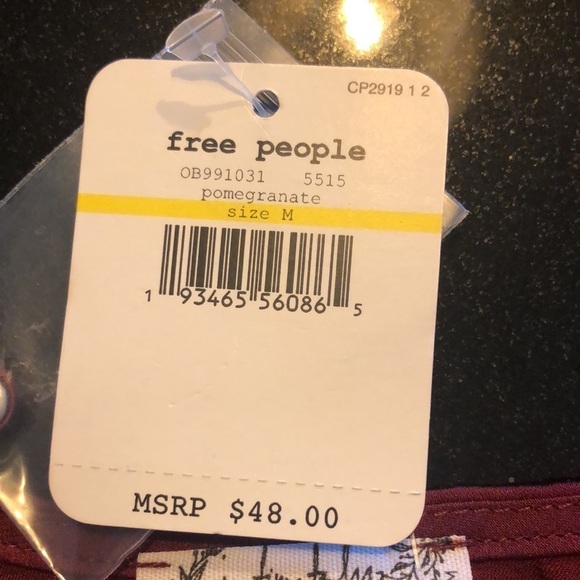 CP2919 1 2
free people
OB991031 5515
pomegranate
size M
1 93465 56086 5
MSRP $48.00